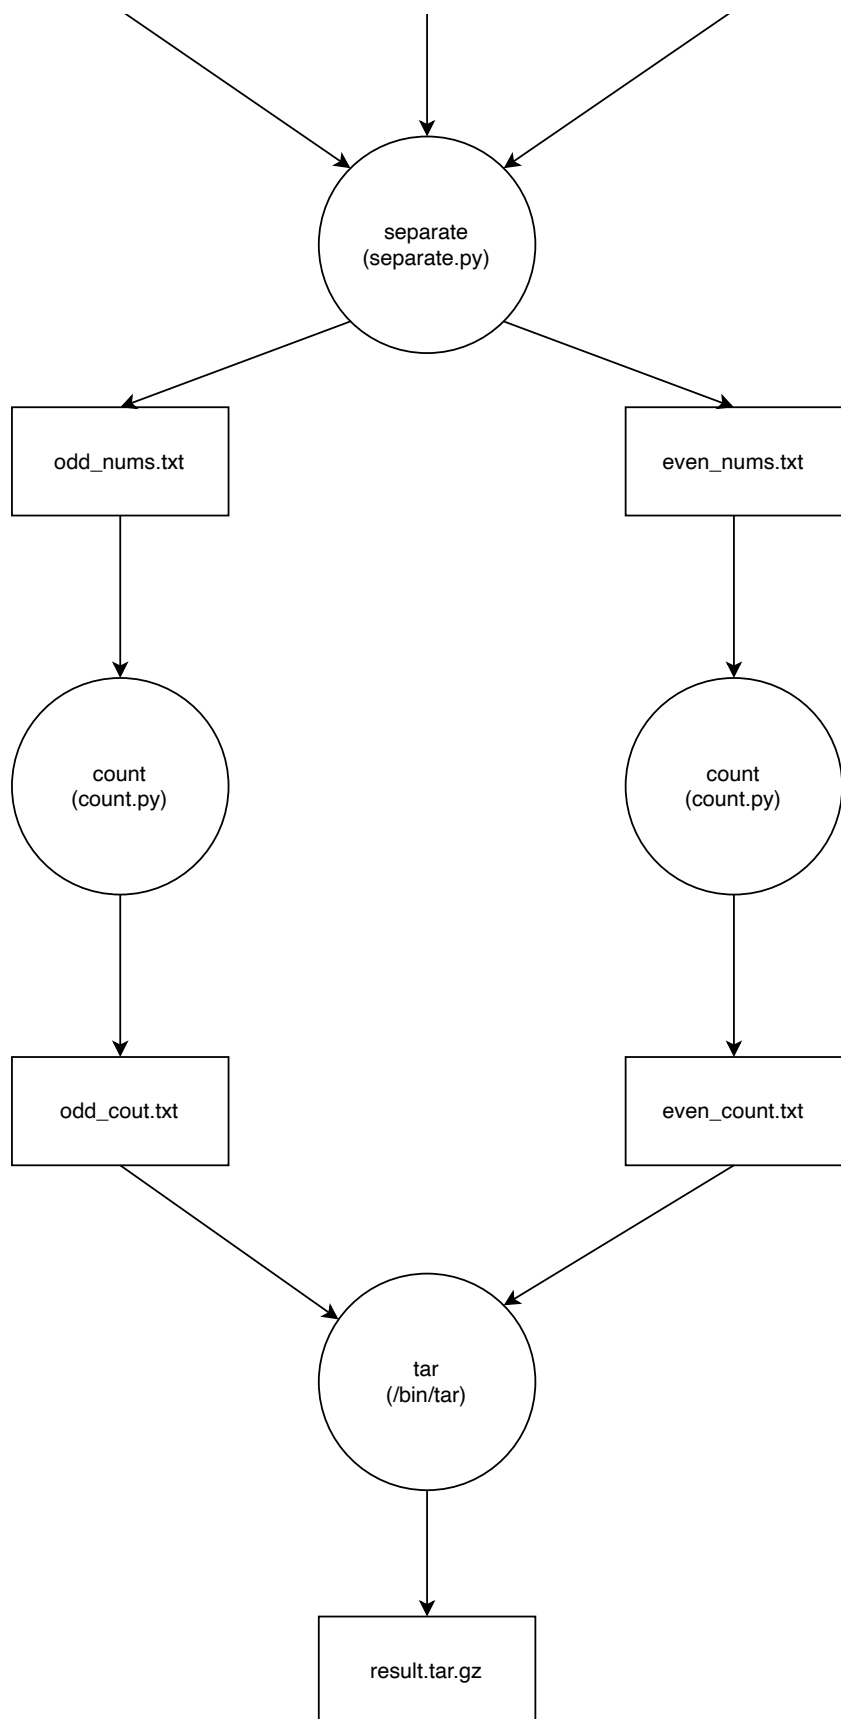 separate
(separate.py)
odd_nums.txt
even_nums.txt
count
(count.py)
count
(count.py)
odd_cout.txt
even_count.txt
tar
(/bin/tar)
result.tar.gz